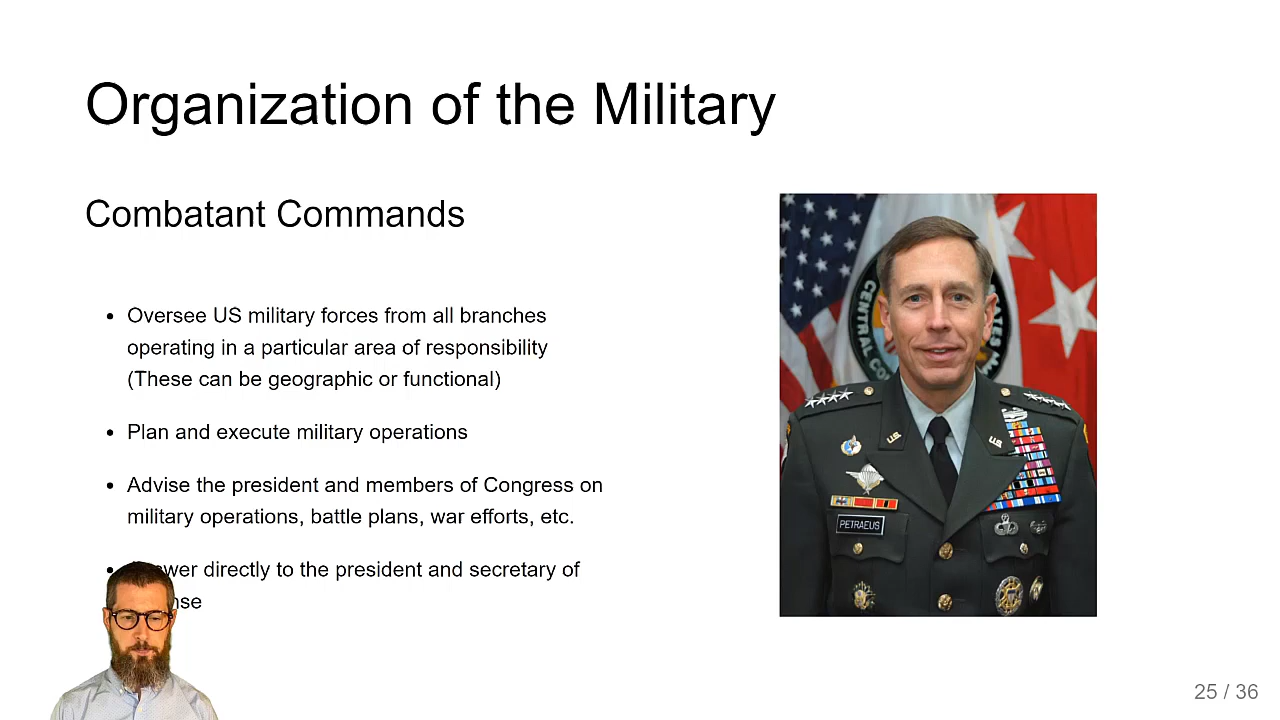 Organization of the Military
Combatant Commands
• Oversee US military forces from all branches
operating in a particular area of responsibility
(These can be geographic or functional)
• Plan and execute military operations
• Advise the president and members of Congress on
military operations, battle plans, war efforts, etc.
• directly to the president and secretary of
CENTRAL
U.S.
U.S.
PETRAEUS
25 / 36